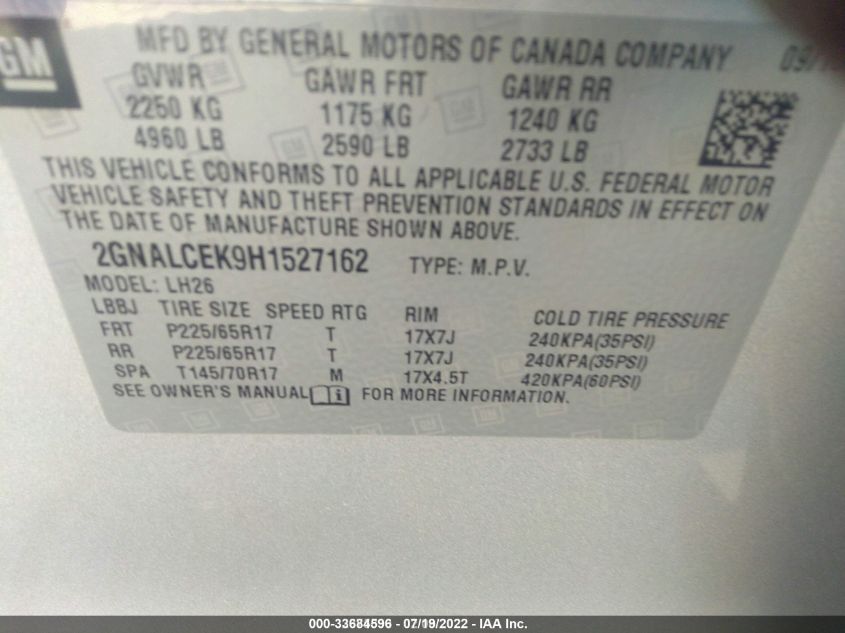 GM
MFD BY GENERAL MOTORS OF CANADA COMPANY
GVWR GAWR FRT GAWR RR
2250 KG 1175 KG 1240 KG
4960 LB 2590 LB 2733 LB
THIS VEHICLE CONFORMS TO ALL APPLICABLE U.S. FEDERAL MOTOR
VEHICLE SAFETY AND THEFT PREVENTION STANDARDS IN EFFECT ON
THE DATE OF MANUFACTURE SHOWN ABOVE.
2GNALCEK9H1527162 TYPE: M.P.V.
MODEL: LH26
LBBJ TIRE SIZE SPEED RTG RIM COLD TIRE PRESSURE
FRT P225/65R17 T 17X7J 240KPA(35PSI)
RR P225/65R17 T 17X7J 240KPA(35PSI)
SPA T145/70R17 M 17X4.5T 420KPA(60PSI)
SEE OWNER'S MANUAL FOR MORE INFORMATION.
000-33684596 - 07/19/2022 - IAA Inc.